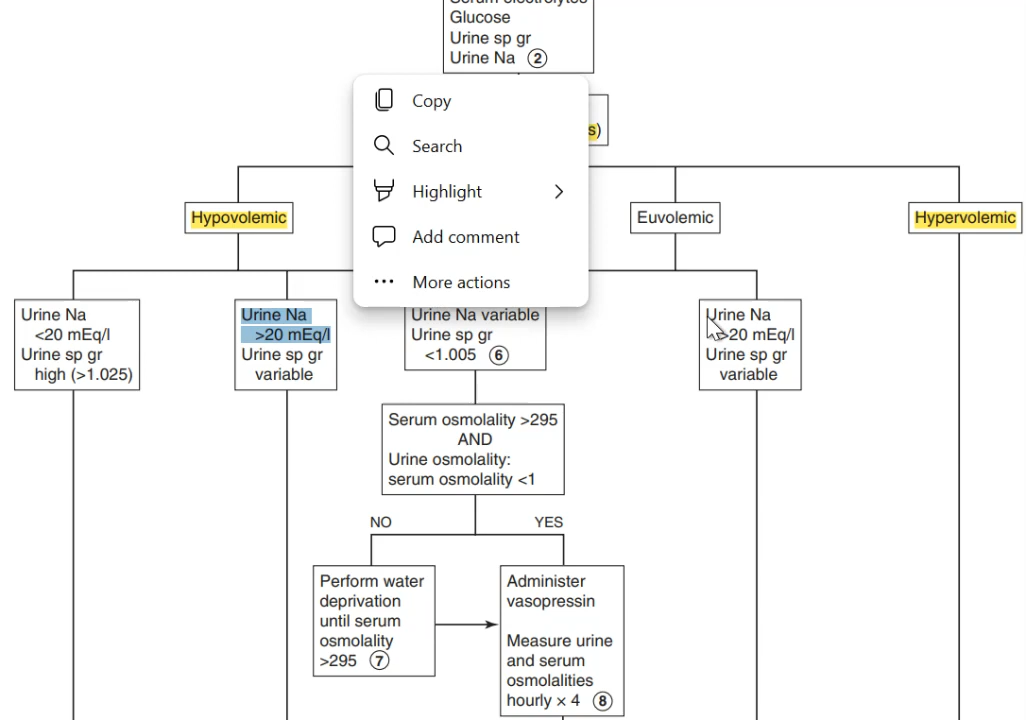 Serum electrolytes
Glucose
Urine sp gr
Urine Na ②
Copy
s)
Search
Highlight
Add comment
More actions
Hypovolemic
Euvolemic
Hypervolemic
Urine Na
<20 mEq/l
Urine sp gr
high (>1.025)
Urine Na
>20 mEq/l
Urine sp gr
variable
Urine Na variable
Urine sp gr
<1.005 ⑥
Urine Na
>20 mEq/l
Urine sp gr
variable
Serum osmolality >295
AND
Urine osmolality:
serum osmolality <1
NO
YES
Perform water
deprivation
until serum
osmolality
>295 ⑦
Administer
vasopressin
Measure urine
and serum
osmolalities
hourly × 4 ⑧